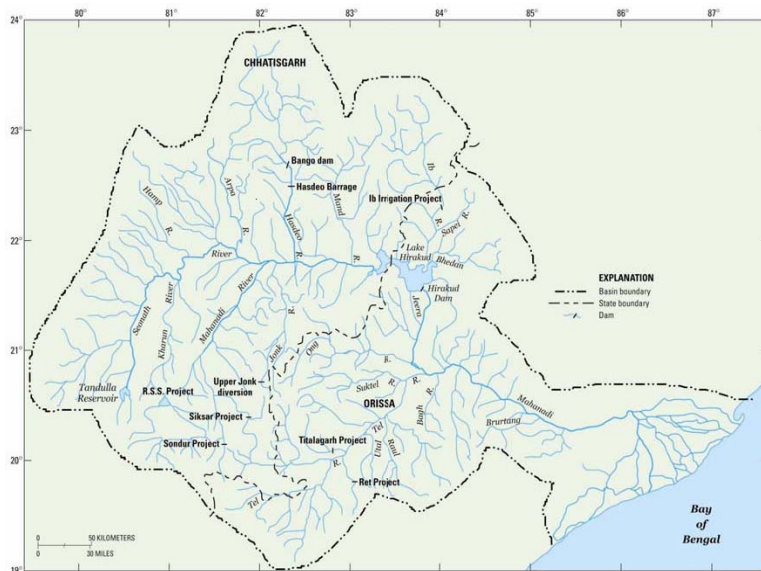 80° 81° 82° 83° 84° 85° 86° 87°
24°
23°
22°
21°
20°
19°
CHHATISGARH
Bango dam
Hasdeo Barrage
Ib Irrigation Project
Ib
R.
Sapei R.
Hamp
R.
Arpa
R.
Hasdeo
R.
Mand
R.
Lake
Hirakud
Bhedan
River
Hirakud
Dam
EXPLANATION
Basin boundary
State boundary
Dam
Seonath
Kharun
River
Mahanadi
River
Jonk
R.
Ong
R.
Jeera
R.
Tandulla
Reservoir
R.S.S. Project
Upper Jonk
diversion
Suktel
R.
Siksar Project
ORISSA
Bagh
R.
Mahanadi
Brurtang
Sondur Project
Titalagarh Project
Tel
R.
Utal
Raul
Ret Project
Tel
Bay
of
Bengal
0 50 KILOMETERS
0 30 MILES